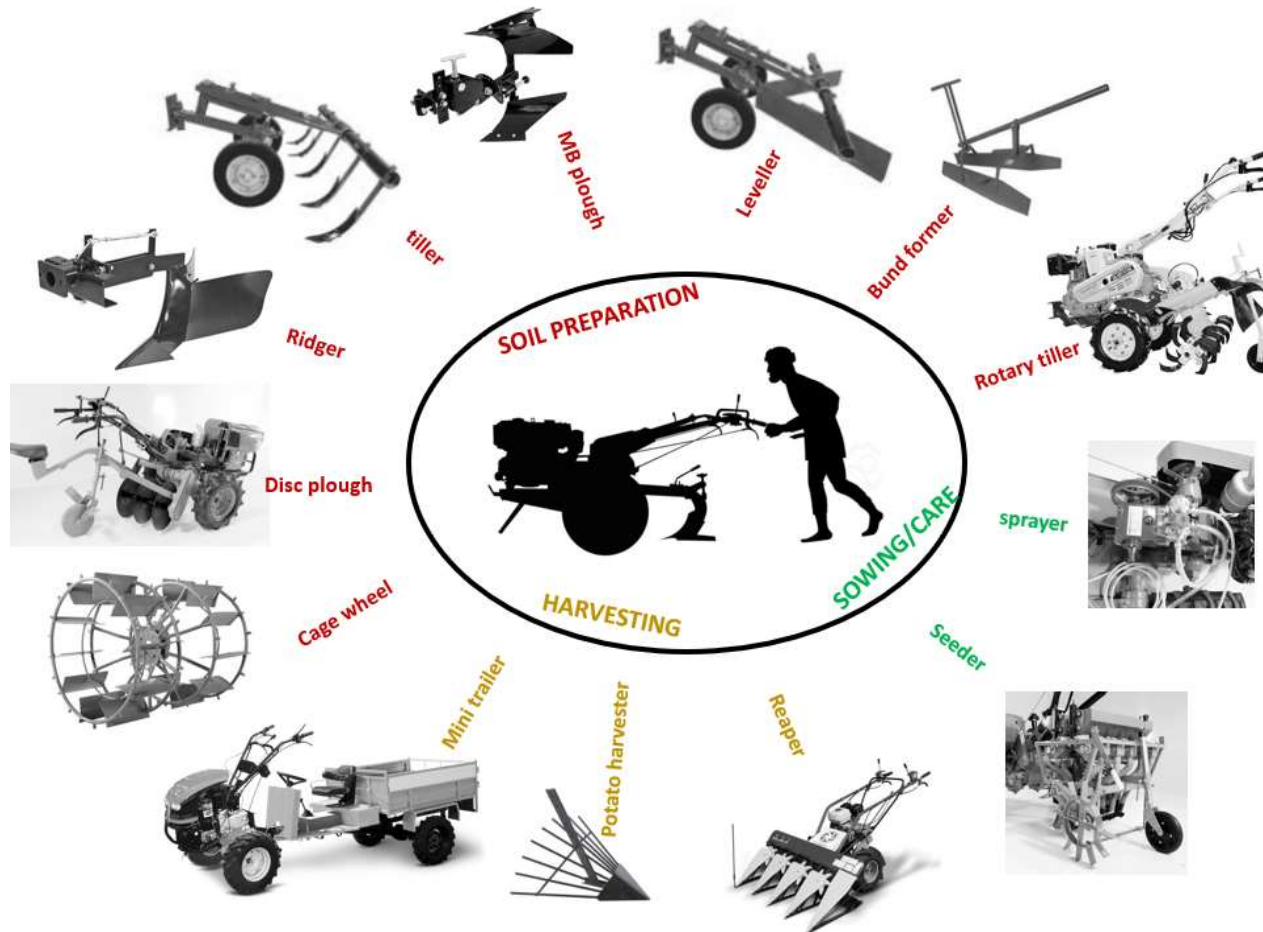 MB plough
Leveller
Bund former
tiller
Rotary tiller
Ridger
SOIL PREPARATION
Disc plough
sprayer
SOWING/CARE
Cage wheel
HARVESTING
Seeder
Mini trailer
Potato harvester
Reaper